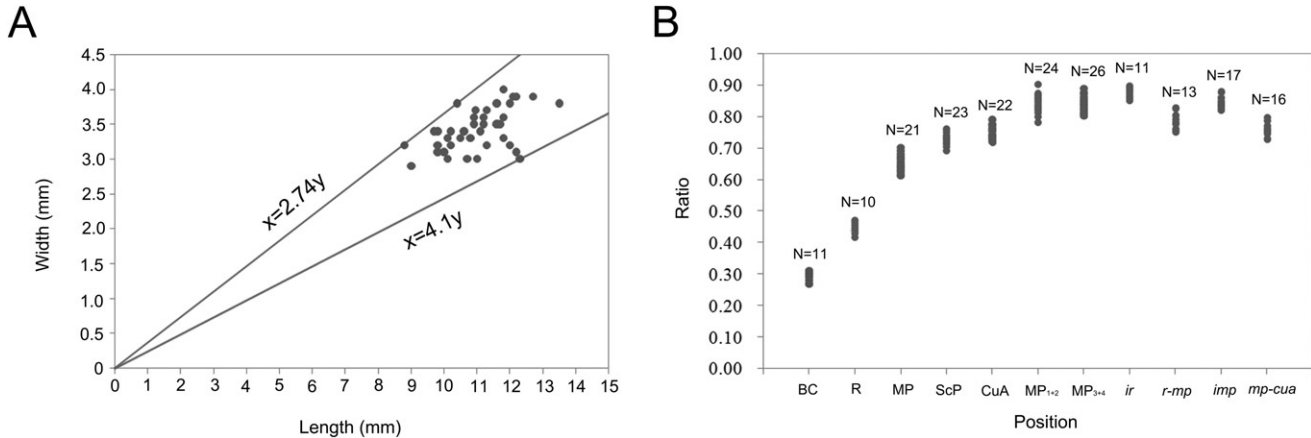 A
4.5
4.0
3.5
3.0
2.5
2.0
1.5
1.0
0.5
0
Width (mm)
x=2.74y
x=4.1y
0 1 2 3 4 5 6 7 8 9 10 11 12 13 14 15
Length (mm)
B
1.00
0.90
0.80
0.70
0.60
0.50
0.40
0.30
0.20
0.10
0.00
Ratio
N=11
N=10
N=21
N=23
N=22
N=24
N=26
N=11
N=13
N=17
N=16
BC R MP ScP CuA MP1+2 MP3+4 ir r-mp imp mp-cua
Position